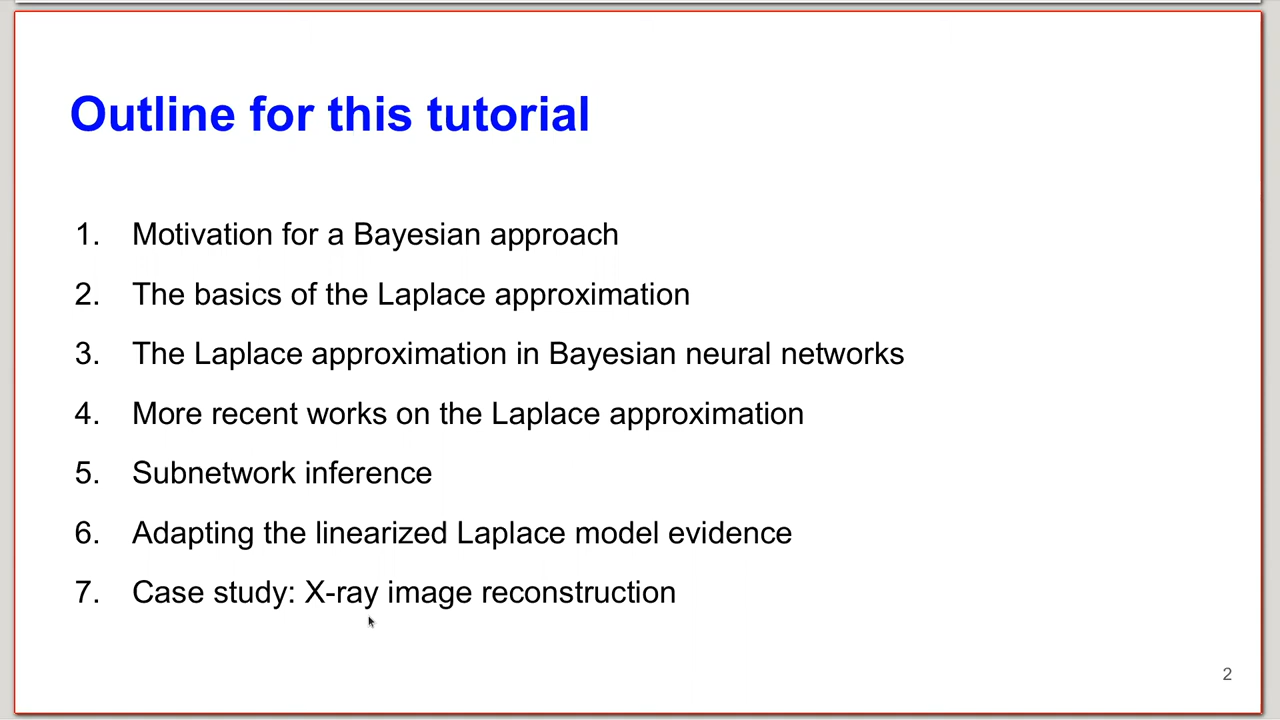 Outline for this tutorial
1. Motivation for a Bayesian approach
2. The basics of the Laplace approximation
3. The Laplace approximation in Bayesian neural networks
4. More recent works on the Laplace approximation
5. Subnetwork inference
6. Adapting the linearized Laplace model evidence
7. Case study: X-ray image reconstruction
2